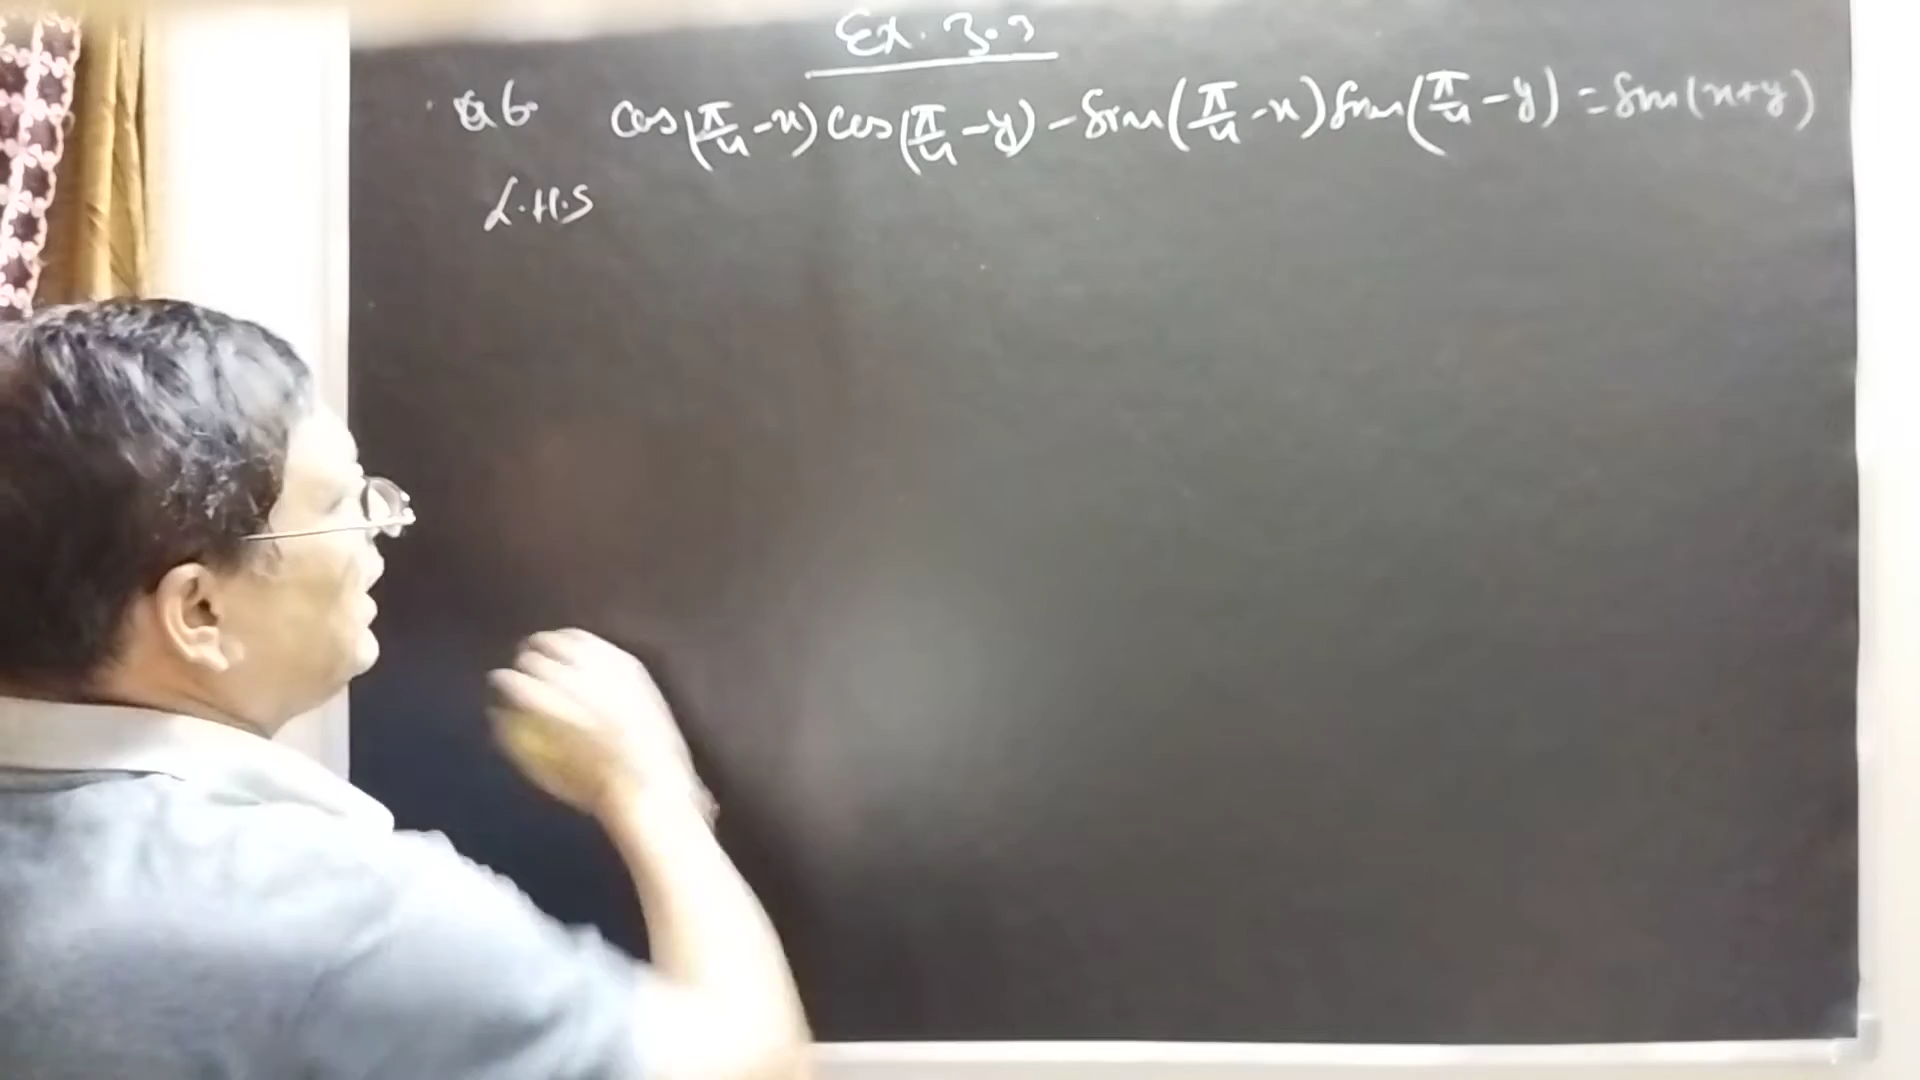 Ex. 3.3
Q6 cos(π/4 - x) cos(π/4 - y) - sin(π/4 - x) sin(π/4 - y) = sin(x+y)
L.H.S